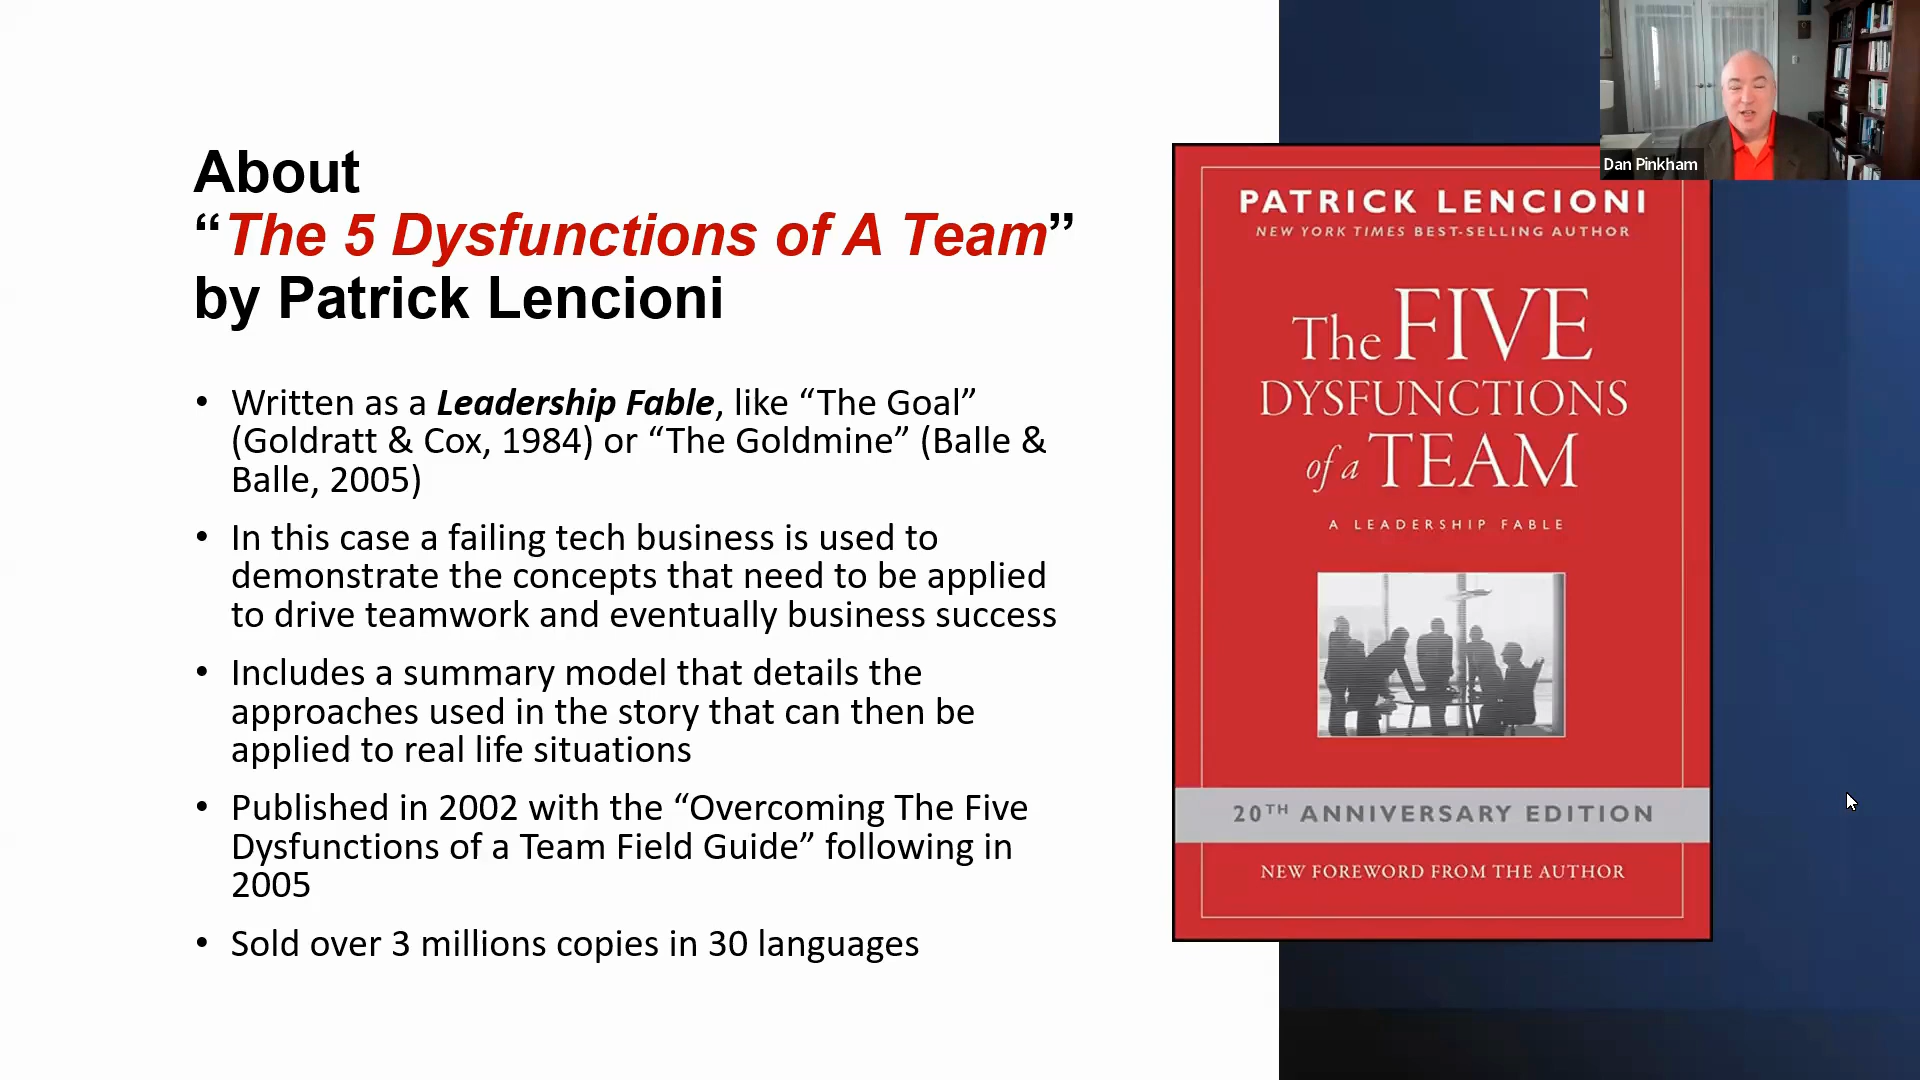 About
“The 5 Dysfunctions of A Team”
by Patrick Lencioni
• Written as a Leadership Fable, like “The Goal”
(Goldratt & Cox, 1984) or “The Goldmine” (Balle &
Balle, 2005)
• In this case a failing tech business is used to
demonstrate the concepts that need to be applied
to drive teamwork and eventually business success
• Includes a summary model that details the
approaches used in the story that can then be
applied to real life situations
• Published in 2002 with the “Overcoming The Five
Dysfunctions of a Team Field Guide” following in
2005
• Sold over 3 millions copies in 30 languages
Dan Pinkham
PATRICK LENCIONI
NEW YORK TIMES BEST-SELLING AUTHOR
The FIVE
DYSFUNCTIONS
of a TEAM
A LEADERSHIP FABLE
20TH ANNIVERSARY EDITION
NEW FOREWORD FROM THE AUTHOR